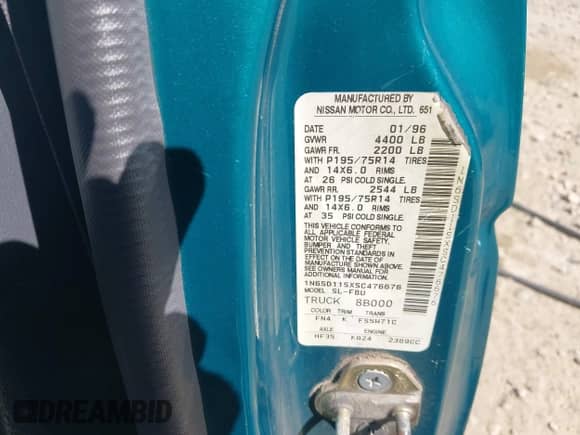 MANUFACTURED BY
NISSAN MOTOR CO., LTD. 651
DATE 01/96
GVWR 4400 LB
GAWR FR. 2200 LB
WITH P195/75R14 TIRES
AND 14X6.0 RIMS
AT 26 PSI COLD SINGLE.
GAWR RR. 2544 LB
WITH P195/75R14 TIRES
AND 14X6.0 RIMS
AT 35 PSI COLD SINGLE.
THIS VEHICLE CONFORMS TO
ALL APPLICABLE FEDERAL
MOTOR VEHICLE SAFETY,
BUMPER AND THEFT
PREVENTION STANDARDS IN
EFFECT ON THE DATE OF
MANUFACTURE SHOWN ABOVE.
SEE OWNERS MANUAL FOR
ADDITIONAL INFORMATION.
1N6SD11SXSC476676
MODEL SL-FBU
TRUCK 8B000
COLOR TRIM TRANS
FN4 K FS5W71C
AXLE ENGINE
HF35 KA24 2389CC
DREAMBID